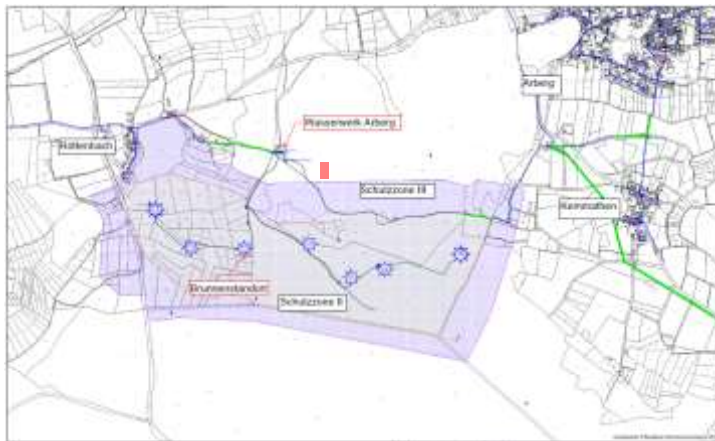 Arberg
Wasserwerk Arberg
Röttenbach
Schutzzone III
Kemmathen
Brunnenstandort
Schutzzone II